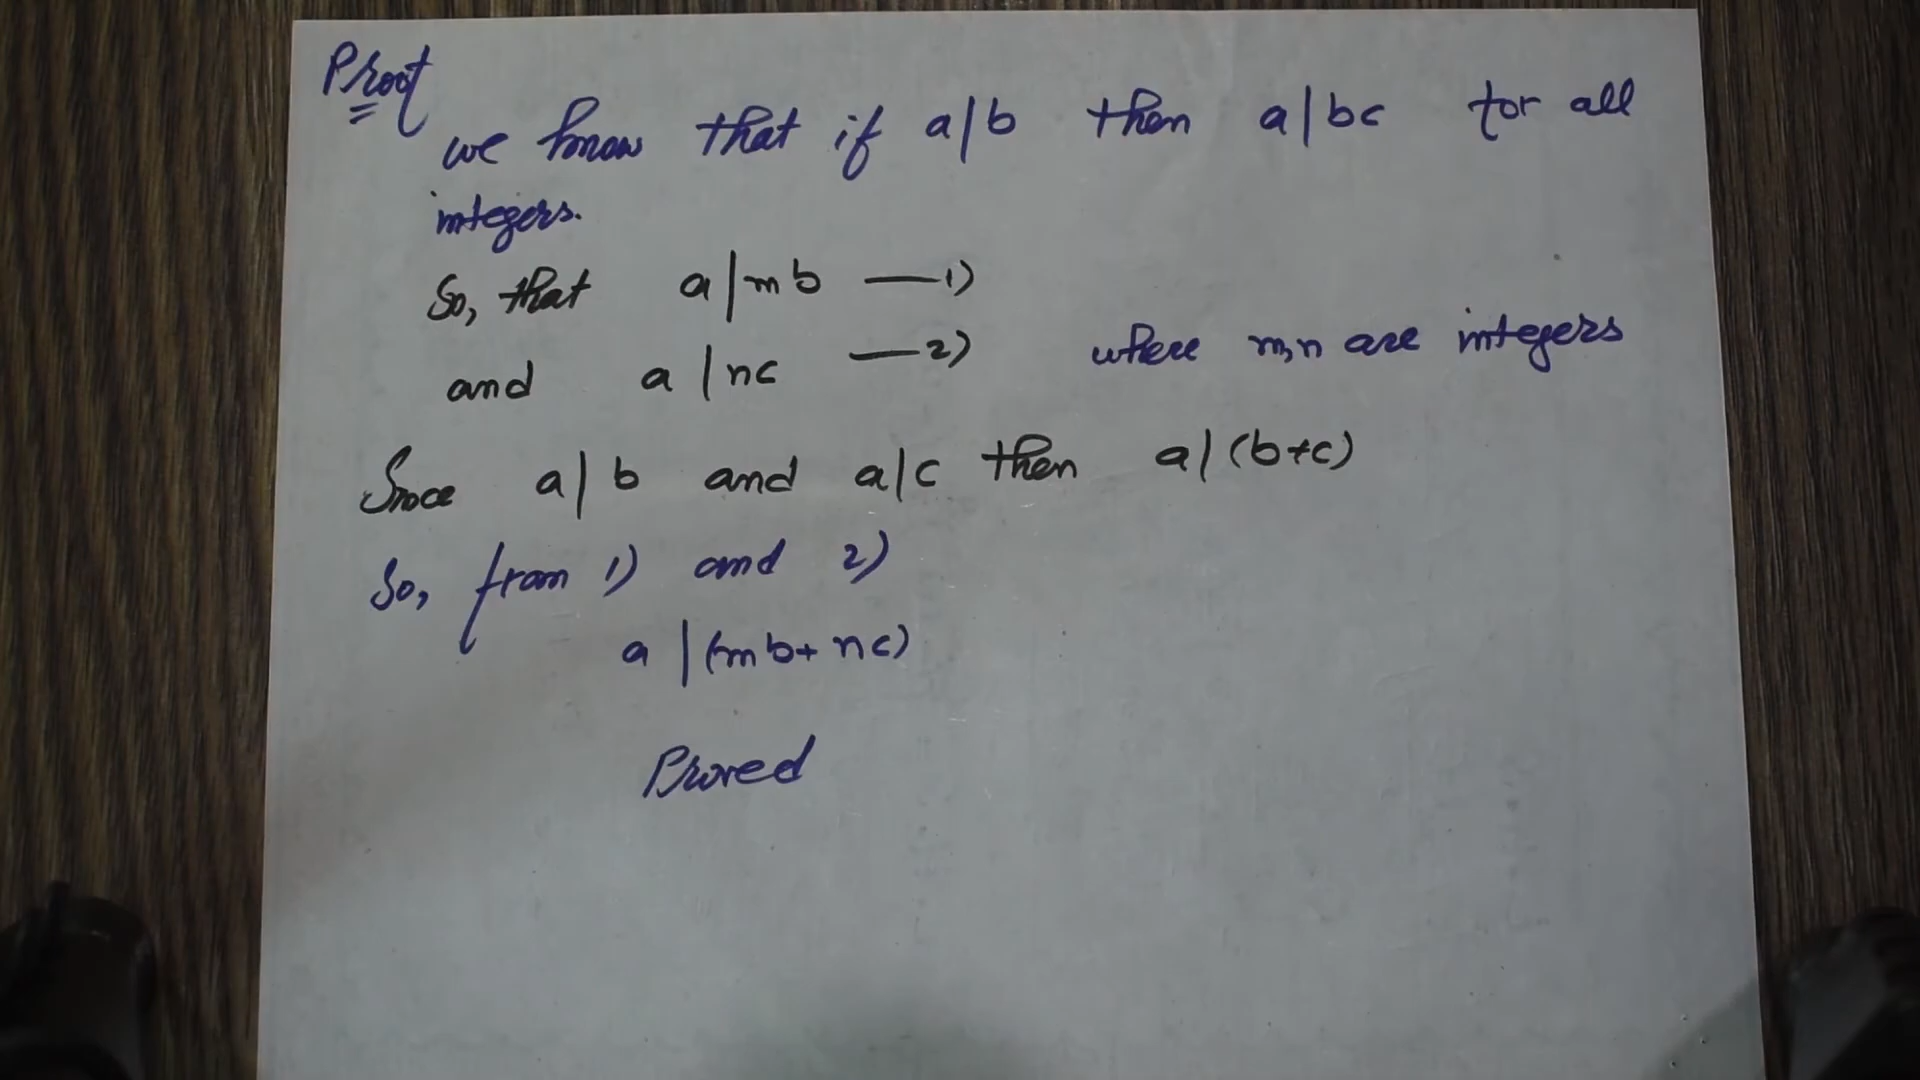 Proof
we know that if a|b then a|bc for all
integers.
So, that a|mb —1)
and a|nc —2) where m,n are integers
Since a|b and a|c then a|(b+c)
So, from 1) and 2)
a|(mb+nc)
Proved